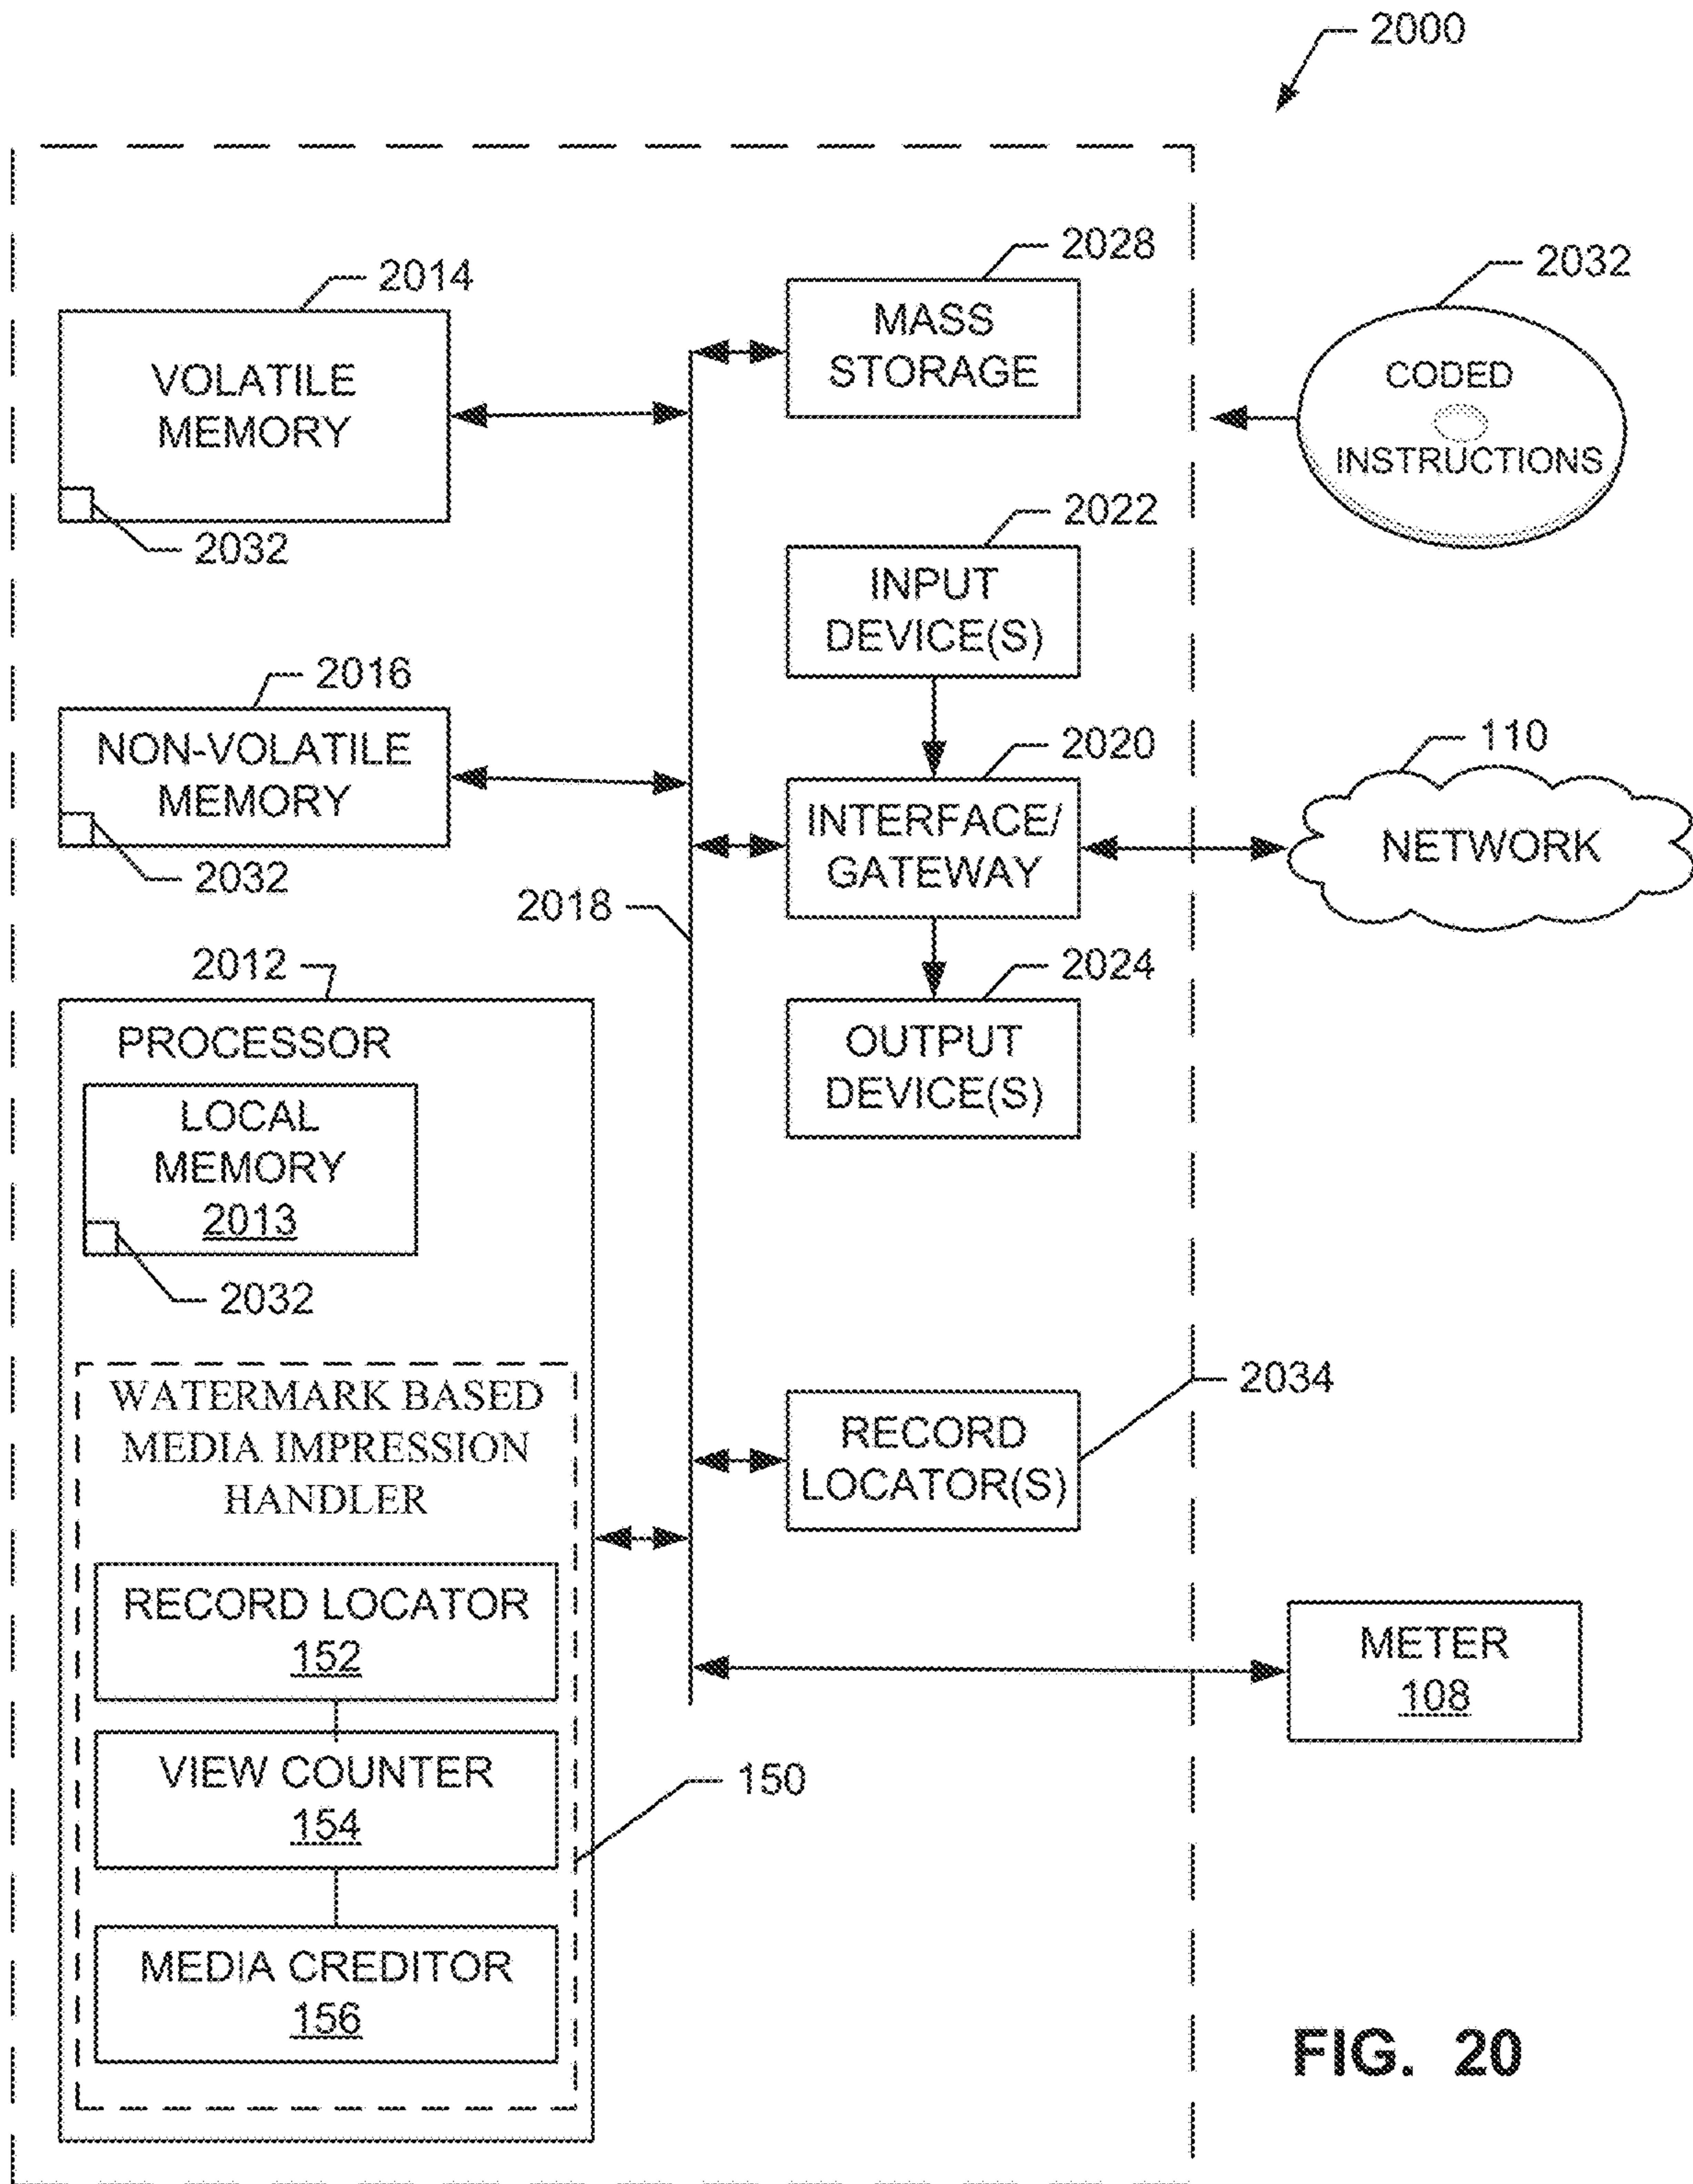 2000
2028
2014
2032
MASS
STORAGE
VOLATILE
MEMORY
CODED
INSTRUCTIONS
2022
2032
INPUT
DEVICE(S)
2016
2020
110
NON-VOLATILE
MEMORY
INTERFACE/
GATEWAY
NETWORK
2032
2018
2012
2024
PROCESSOR
OUTPUT
DEVICE(S)
LOCAL
MEMORY
2013
2032
2034
WATERMARK BASED
MEDIA IMPRESSION
HANDLER
RECORD
LOCATOR(S)
RECORD LOCATOR
152
METER
108
VIEW COUNTER
154
150
MEDIA CREDITOR
156
FIG. 20